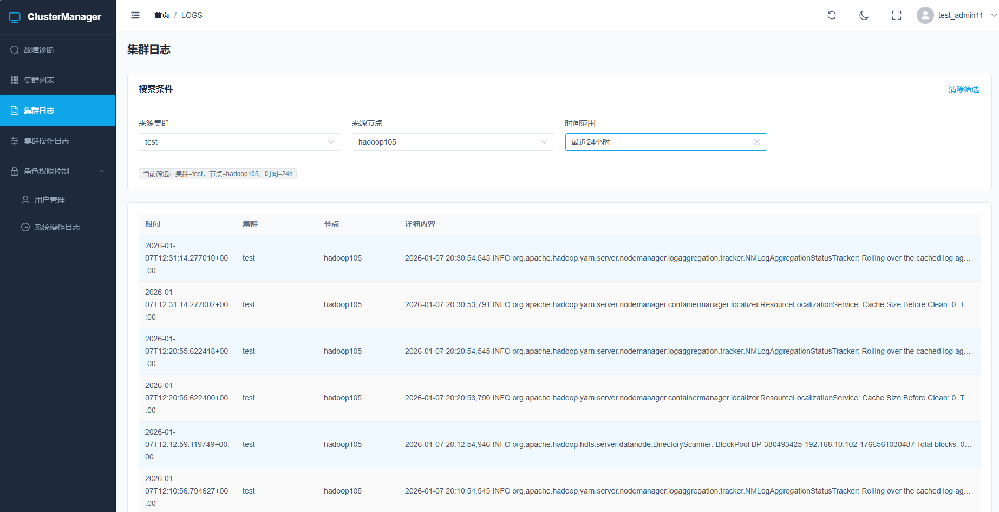 ClusterManager
故障诊断
集群列表
集群日志
集群操作日志
角色权限控制
用户管理
系统操作日志
首页 / LOGS
test_admin11
集群日志
搜索条件
清除筛选
来源集群
来源节点
时间范围
test
hadoop105
最近24小时
当前筛选：集群=test，节点=hadoop105，时间=24h
时间 集群 节点 详细内容
2026-01-
07T12:31:14.277010+00 test hadoop105 2026-01-07 20:30:54,545 INFO org.apache.hadoop.yarn.server.nodemanager.logaggregation.tracker.NMLogAggregationStatusTracker: Rolling over the cached log ag…
:00
2026-01-
07T12:31:14.277002+00 test hadoop105 2026-01-07 20:30:53,791 INFO org.apache.hadoop.yarn.server.nodemanager.containermanager.localizer.ResourceLocalizationService: Cache Size Before Clean: 0, T…
:00
2026-01-
07T12:20:55.622418+00 test hadoop105 2026-01-07 20:20:54,545 INFO org.apache.hadoop.yarn.server.nodemanager.logaggregation.tracker.NMLogAggregationStatusTracker: Rolling over the cached log ag…
:00
2026-01-
07T12:20:55.622400+00 test hadoop105 2026-01-07 20:20:53,790 INFO org.apache.hadoop.yarn.server.nodemanager.containermanager.localizer.ResourceLocalizationService: Cache Size Before Clean: 0, T…
:00
2026-01-
07T12:12:59.119749+00: test hadoop105 2026-01-07 20:12:54,946 INFO org.apache.hadoop.hdfs.server.datanode.DirectoryScanner: BlockPool BP-380493425-192.168.10.102-1766561030487 Total blocks: 0…
00
2026-01-
07T12:10:56.794627+00 test hadoop105 2026-01-07 20:10:54,545 INFO org.apache.hadoop.yarn.server.nodemanager.logaggregation.tracker.NMLogAggregationStatusTracker: Rolling over the cached log ag…
:00